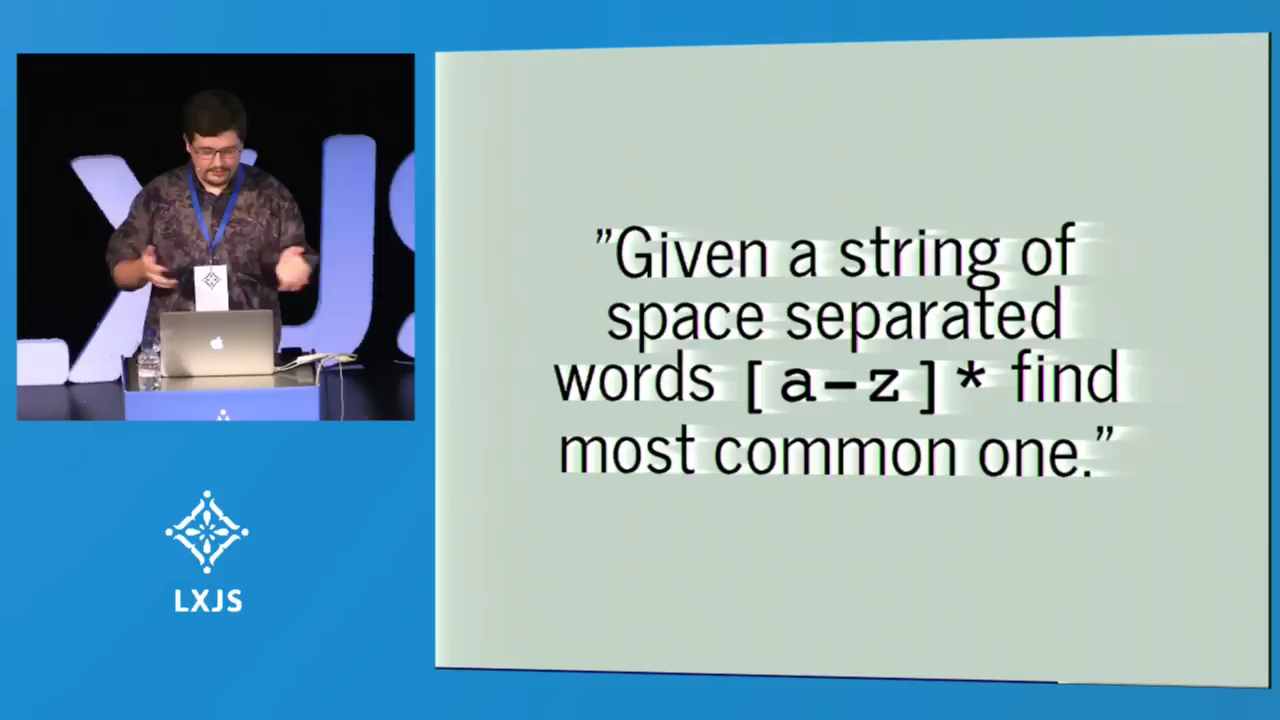 "Given a string of
space separated
words [a-z]* find
most common one."
LXJS